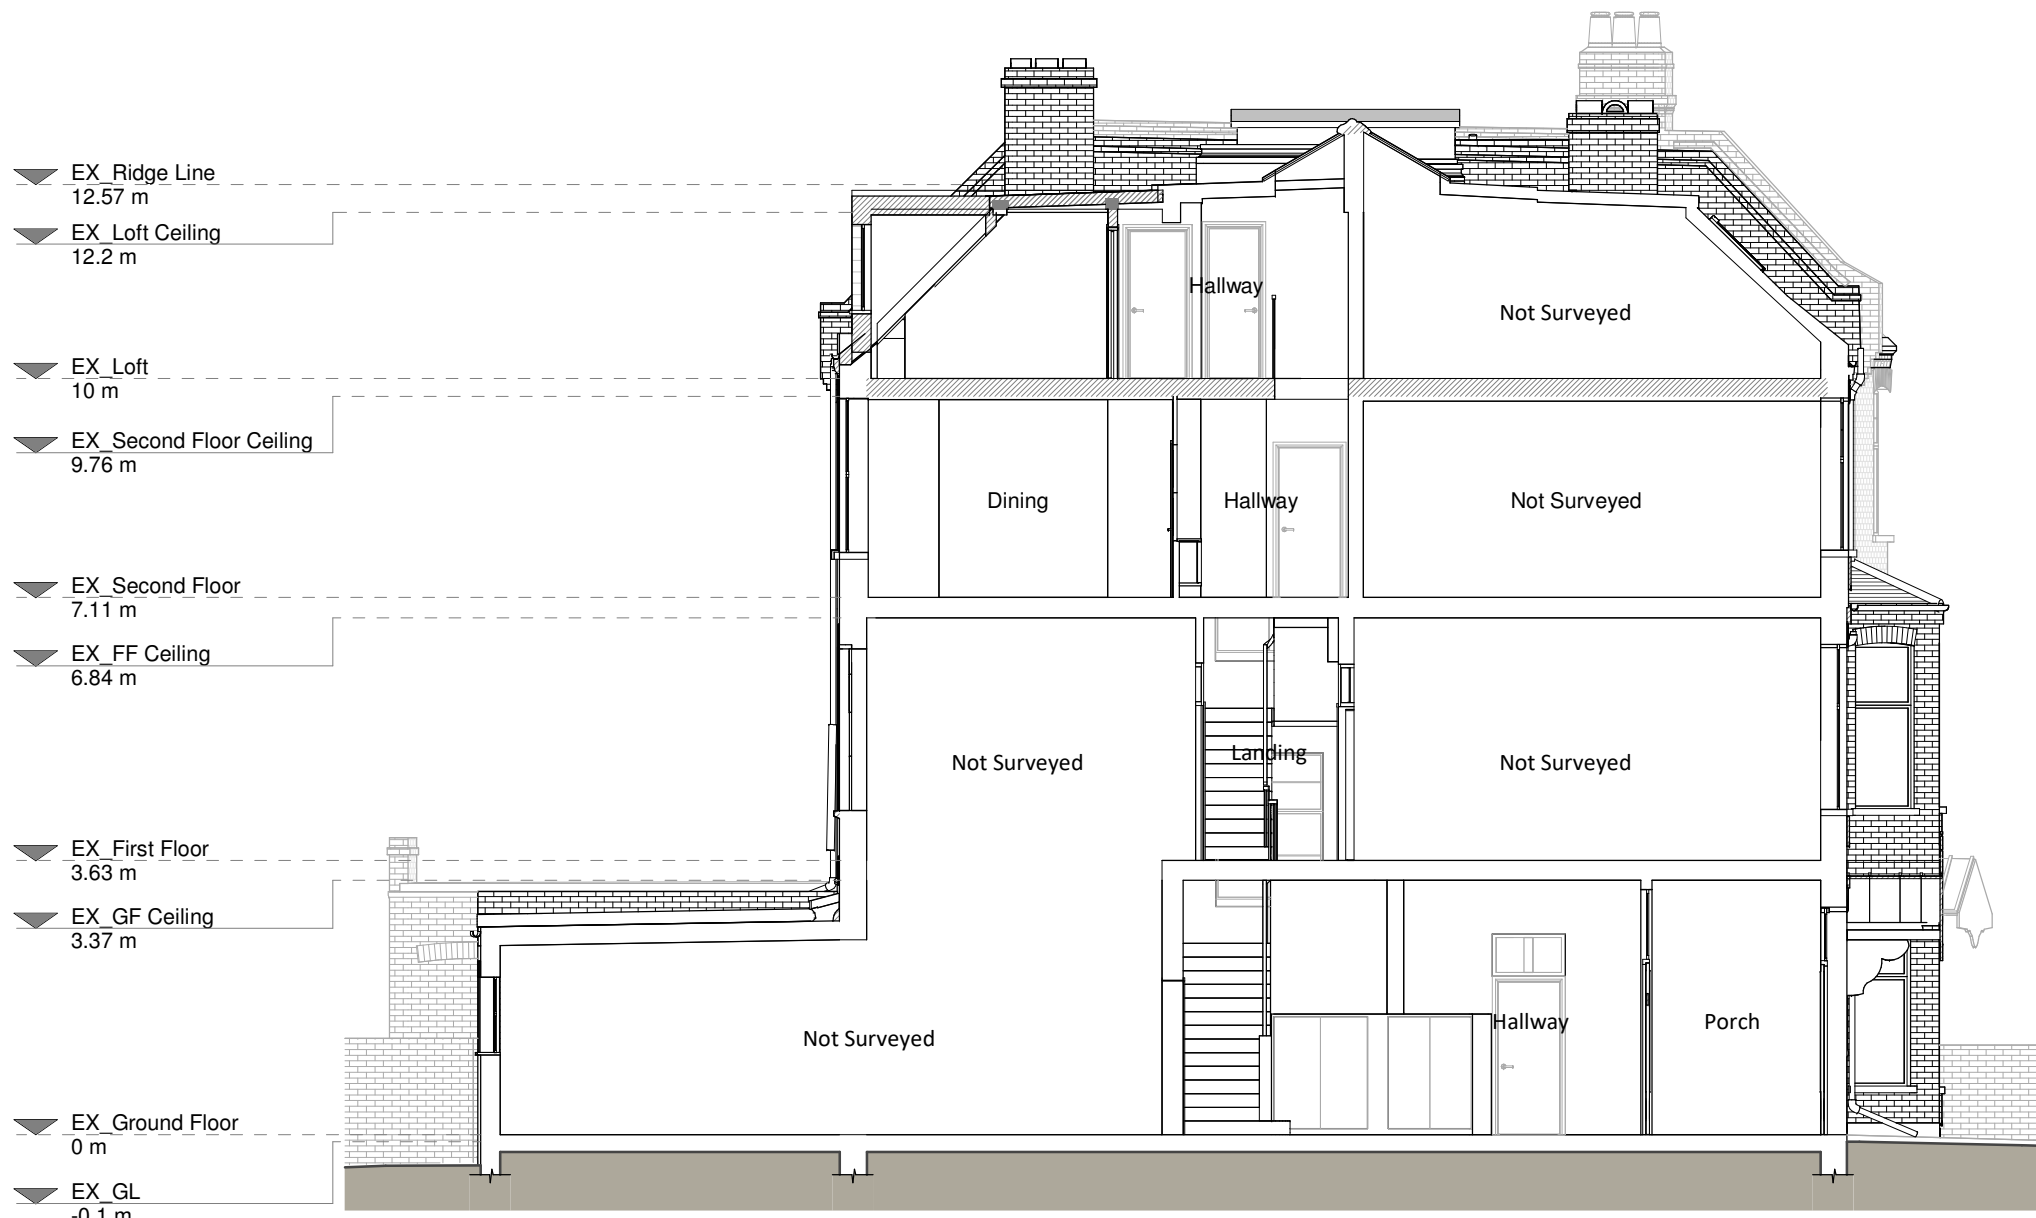 EX_Ridge Line
12.57 m
EX_Loft Ceiling
12.2 m
Hallway
Not Surveyed
EX_Loft
10 m
EX_Second Floor Ceiling
9.76 m
Dining
Hallway
Not Surveyed
EX_Second Floor
7.11 m
EX_FF Ceiling
6.84 m
Not Surveyed
Landing
Not Surveyed
EX_First Floor
3.63 m
EX_GF Ceiling
3.37 m
Not Surveyed
Hallway
Porch
EX_Ground Floor
0 m
EX_GL
-0.1 m